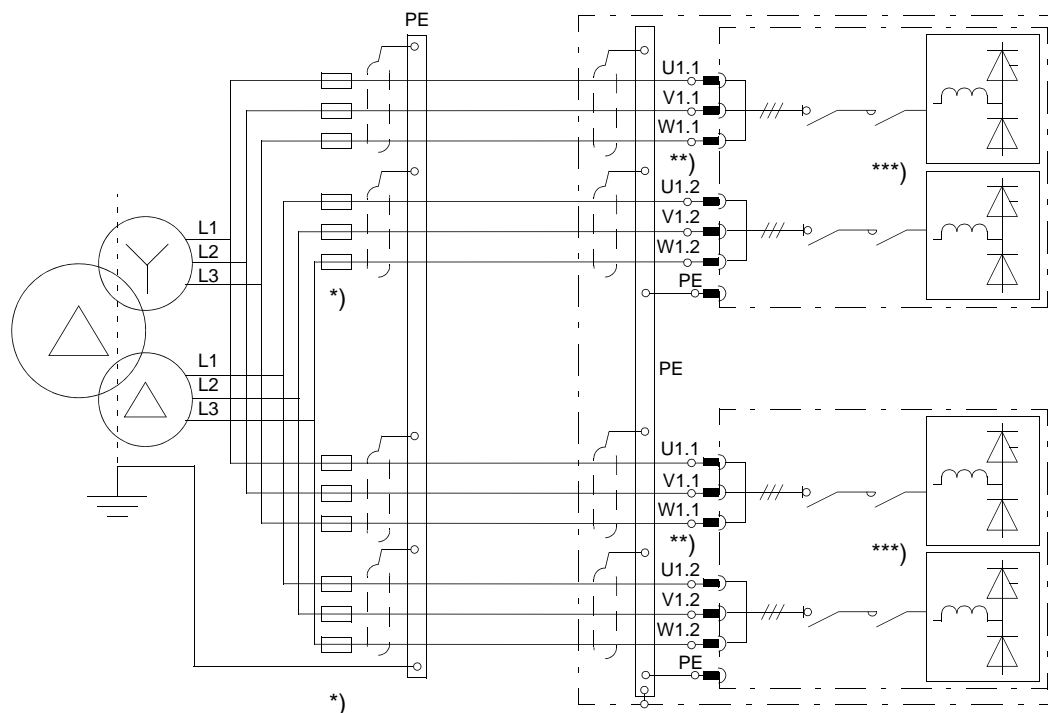 PE
U1.1
V1.1
W1.1
**)
***)
U1.2
V1.2
W1.2
PE
L1
L2
L3
*)
L1
L2
L3
PE
U1.1
V1.1
W1.1
**)
***)
U1.2
V1.2
W1.2
PE
*)